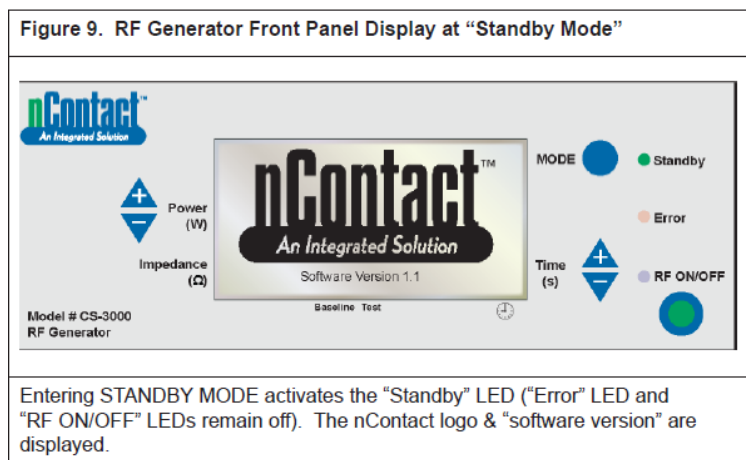 Figure 9. RF Generator Front Panel Display at “Standby Mode”
nContact™
An Integrated Solution
+
−
Power
(W)
Impedance
(Ω)
Model # CS-3000
RF Generator
nContact™
An Integrated Solution
Software Version 1.1
Baseline Test
MODE
Standby
Error
Time
(s)
+
−
RF ON/OFF
Entering STANDBY MODE activates the “Standby” LED (“Error” LED and
“RF ON/OFF” LEDs remain off). The nContact logo & “software version” are
displayed.